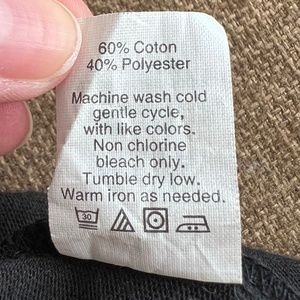 60% Coton
40% Polyester
Machine wash cold
gentle cycle,
with like colors.
Non chlorine
bleach only.
Tumble dry low.
Warm iron as needed.
30